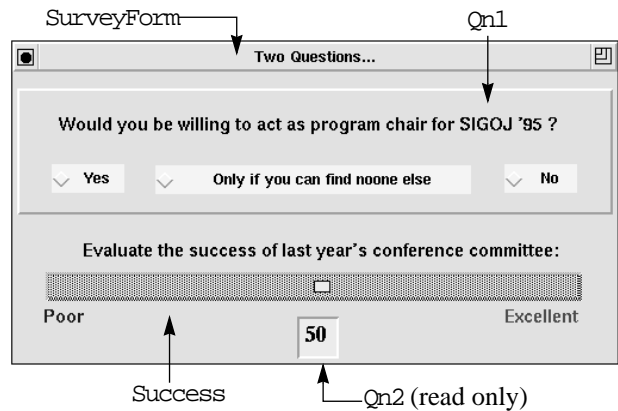 SurveyForm Qn1
Two Questions...
Would you be willing to act as program chair for SIGOJ '95 ?
Yes Only if you can find noone else No
Evaluate the success of last year's conference committee:
Poor Excellent
50
Success Qn2 (read only)